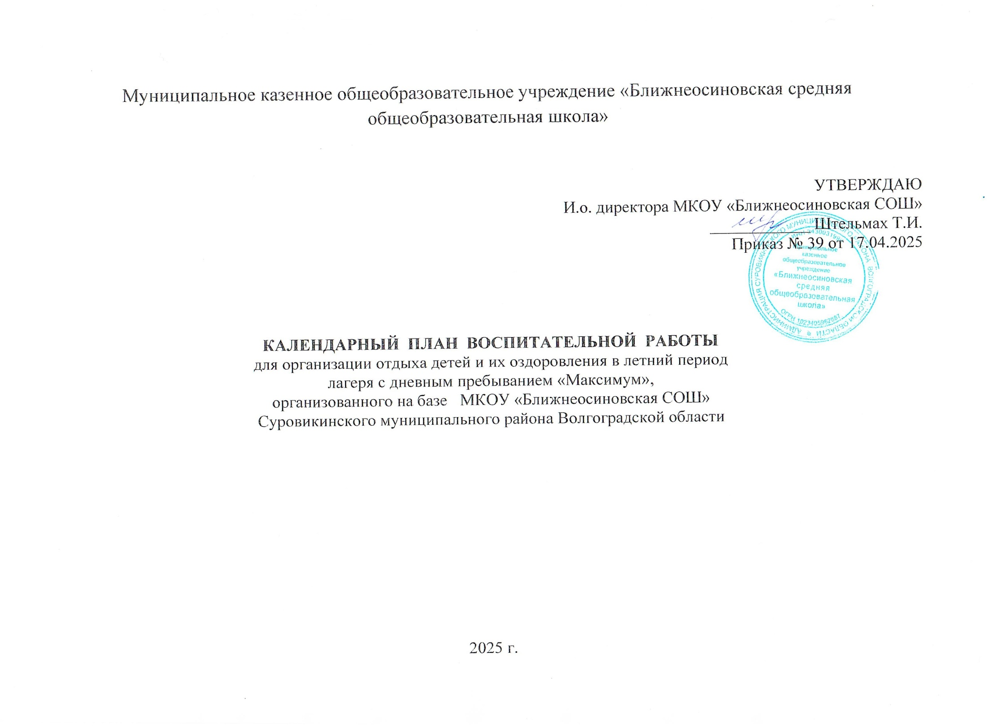 Муниципальное казенное общеобразовательное учреждение «Ближнеосиновская средняя
общеобразовательная школа»
УТВЕРЖДАЮ
И.о. директора МКОУ «Ближнеосиновская СОШ»
Штельмах Т.И.
Приказ № 39 от 17.04.2025
АДМИНИСТРАЦИЯ СУРОВИКИНСКОГО МУНИЦИПАЛЬНОГО РАЙОНА ВОЛГОГРАДСКОЙ ОБЛАСТИ
Муниципальное
казенное
общеобразовательное
учреждение
«Ближнеосиновская
средняя
общеобразовательная
школа»
ОГРН 1023405962887
КАЛЕНДАРНЫЙ ПЛАН ВОСПИТАТЕЛЬНОЙ РАБОТЫ
для организации отдыха детей и их оздоровления в летний период
лагеря с дневным пребыванием «Максимум»,
организованного на базе МКОУ «Ближнеосиновская СОШ»
Суровикинского муниципального района Волгоградской области
2025 г.